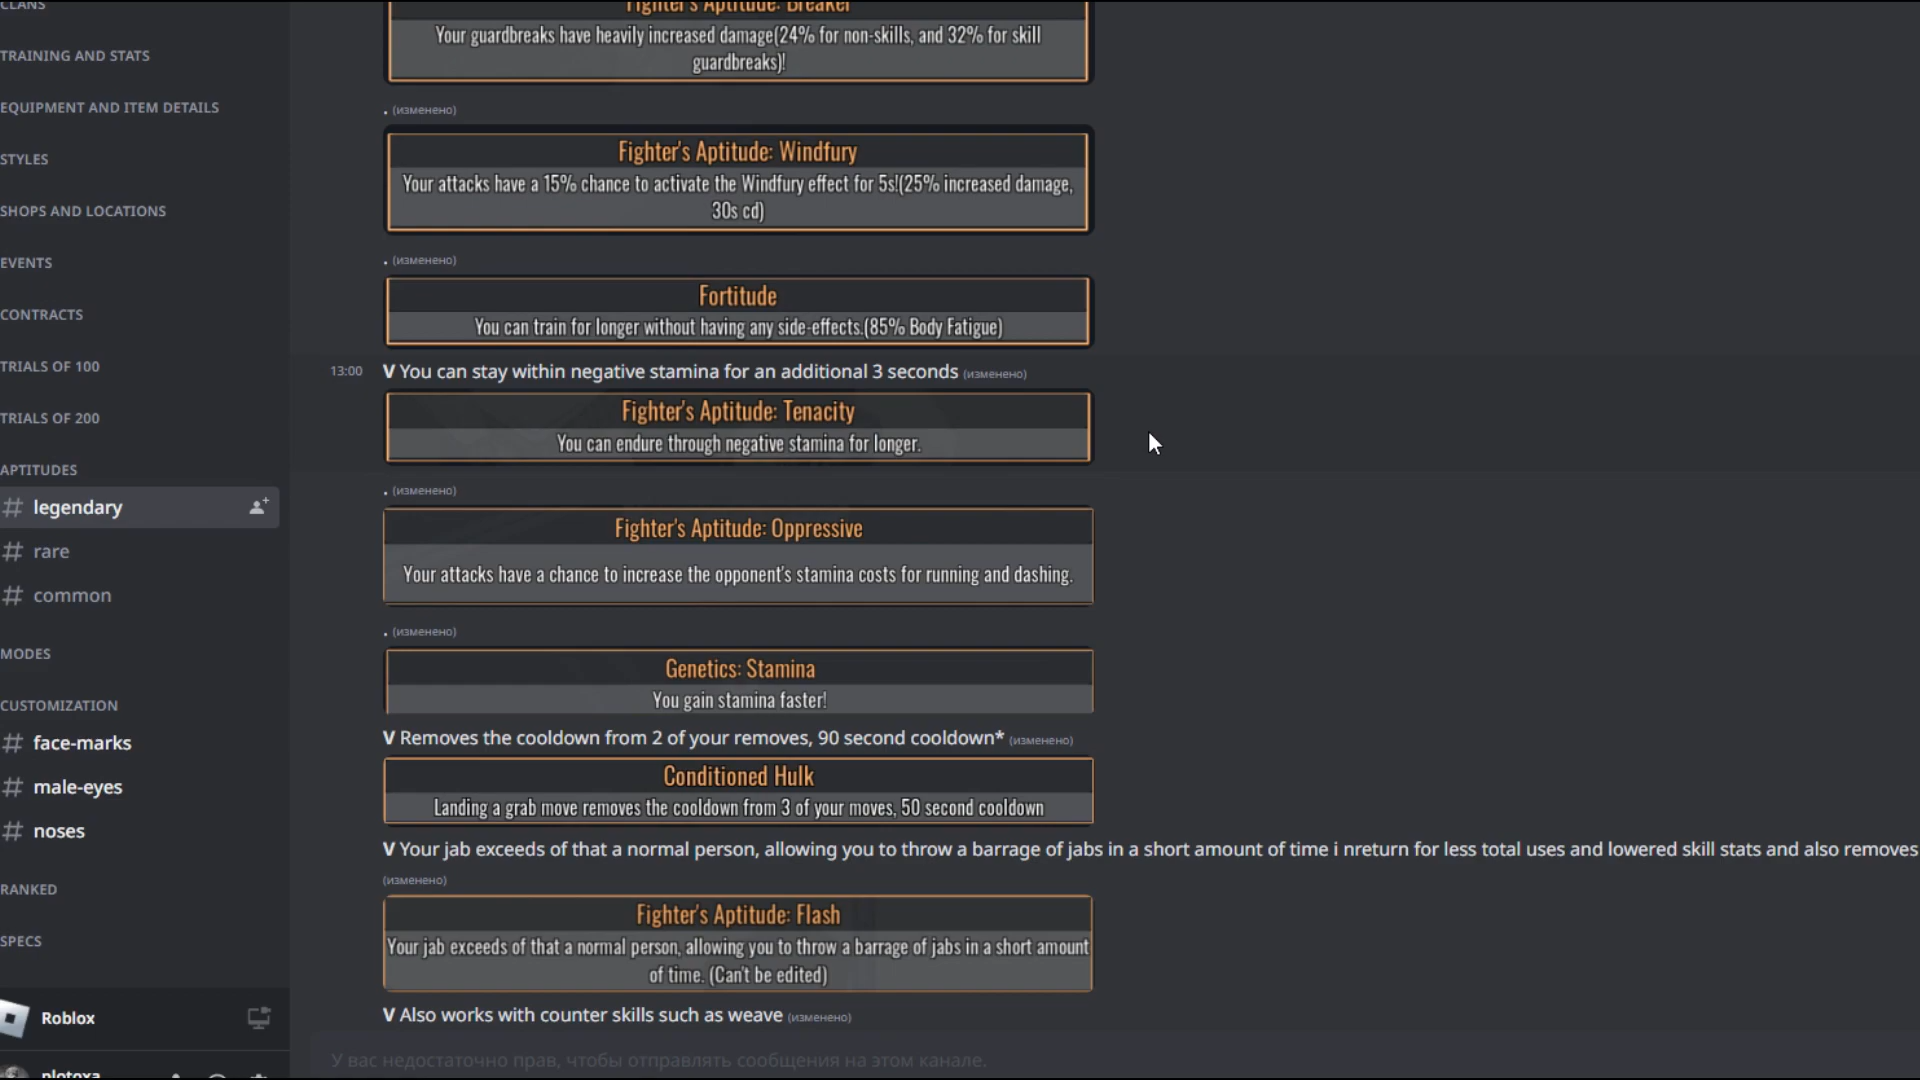 CLANS
TRAINING AND STATS
EQUIPMENT AND ITEM DETAILS
STYLES
SHOPS AND LOCATIONS
EVENTS
CONTRACTS
TRIALS OF 100
TRIALS OF 200
APTITUDES
# legendary
# rare
# common
MODES
CUSTOMIZATION
# face-marks
# male-eyes
# noses
RANKED
SPECS
Roblox
plotoxa
Fighter's Aptitude: Breaker
Your guardbreaks have heavily increased damage(24% for non-skills, and 32% for skill
guardbreaks)!
. (изменено)
Fighter's Aptitude: Windfury
Your attacks have a 15% chance to activate the Windfury effect for 5s!(25% increased damage,
30s cd)
. (изменено)
Fortitude
You can train for longer without having any side-effects.(85% Body Fatigue)
13:00 V You can stay within negative stamina for an additional 3 seconds (изменено)
Fighter's Aptitude: Tenacity
You can endure through negative stamina for longer.
. (изменено)
Fighter's Aptitude: Oppressive
Your attacks have a chance to increase the opponent's stamina costs for running and dashing.
. (изменено)
Genetics: Stamina
You gain stamina faster!
V Removes the cooldown from 2 of your removes, 90 second cooldown* (изменено)
Conditioned Hulk
Landing a grab move removes the cooldown from 3 of your moves, 50 second cooldown
V Your jab exceeds of that a normal person, allowing you to throw a barrage of jabs in a short amount of time i nreturn for less total uses and lowered skill stats and also removes
(изменено)
Fighter's Aptitude: Flash
Your jab exceeds of that a normal person, allowing you to throw a barrage of jabs in a short amount
of time. (Can't be edited)
V Also works with counter skills such as weave (изменено)
У вас недостаточно прав, чтобы отправлять сообщения на этом канале.